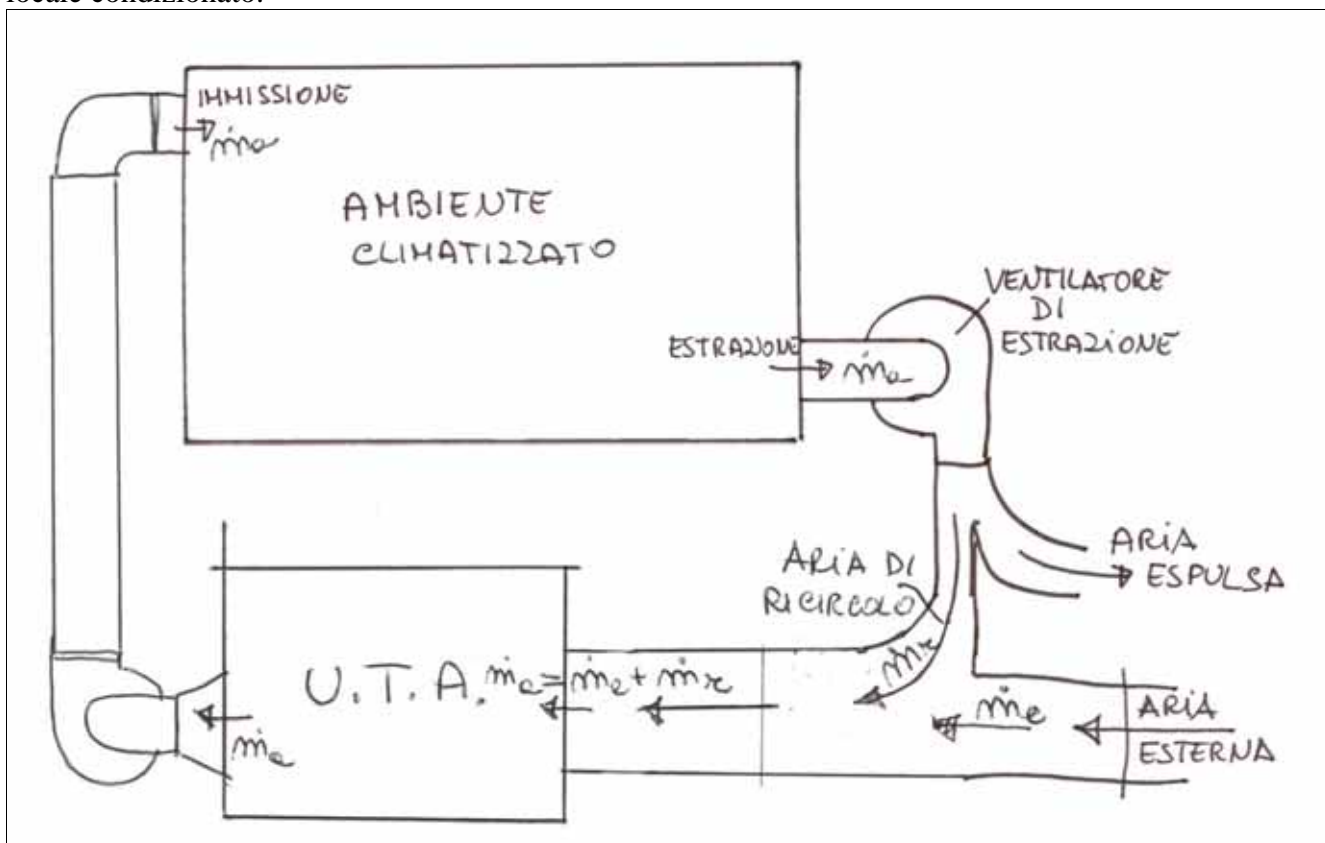 locale condizionato.
IMMISSIONE
ṁa
AMBIENTE
CLIMATIZZATO
VENTILATORE
DI
ESTRAZIONE
ESTRAZIONE
ṁa
ARIA DI
RICIRCOLO
ARIA
ESPULSA
ṁr
U.T.A.
ṁa = ṁe + ṁr
ṁa
ṁe
ARIA
ESTERNA